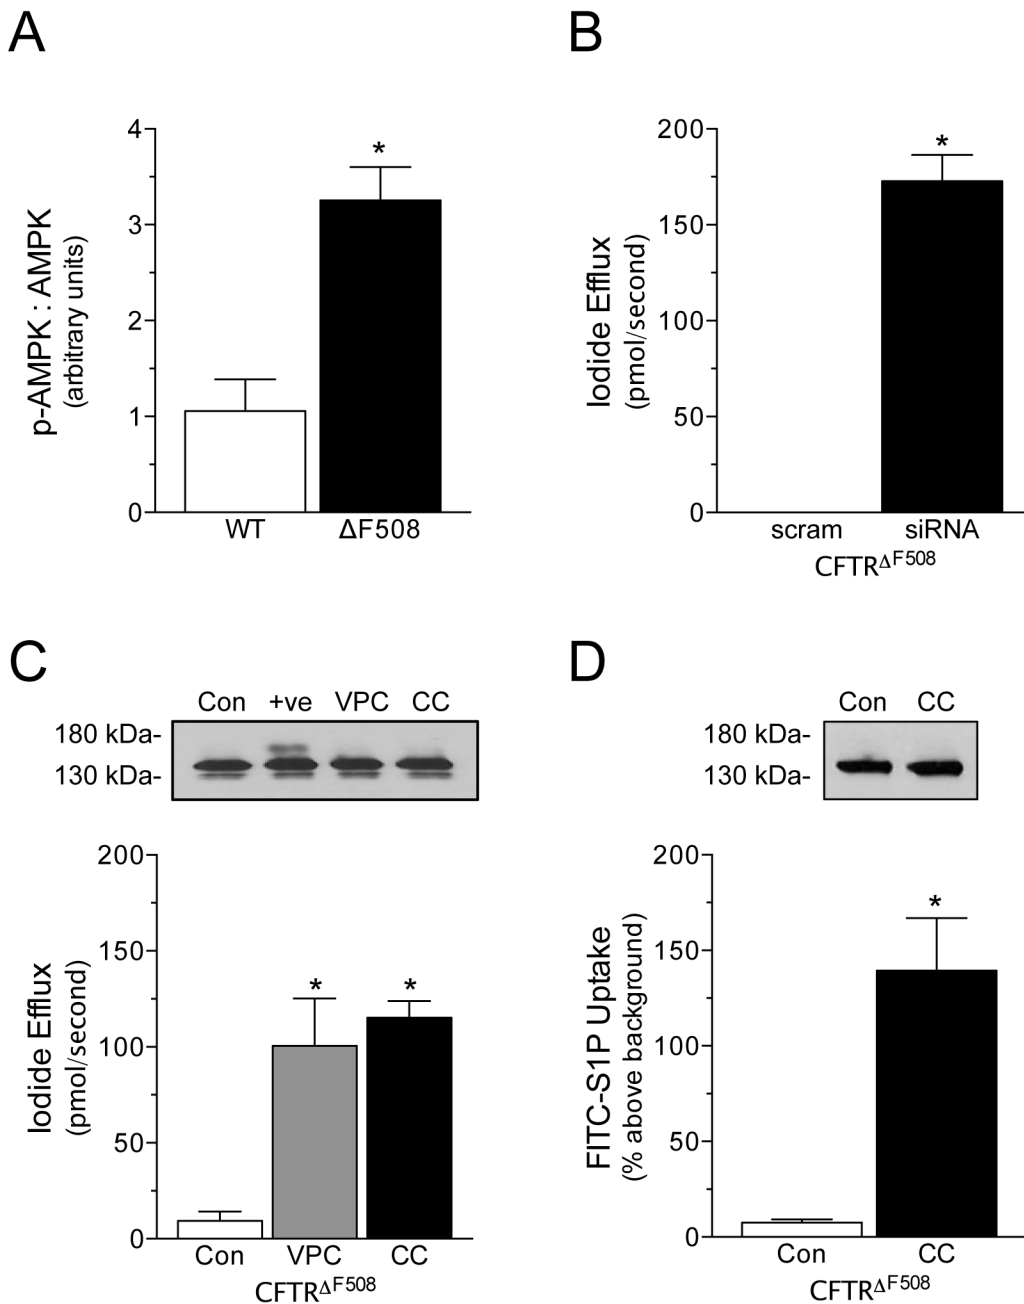 A
4
3
2
1
0
p-AMPK : AMPK
(arbitrary units)
*
WT
ΔF508
B
200
150
100
50
0
Iodide Efflux
(pmol/second)
*
scram
siRNA
CFTRΔF508
C
Con +ve VPC CC
180 kDa-
130 kDa-
200
150
100
50
0
Iodide Efflux
(pmol/second)
*
*
Con
VPC
CC
CFTRΔF508
D
Con CC
180 kDa-
130 kDa-
200
150
100
50
0
FITC-S1P Uptake
(% above background)
*
Con
CC
CFTRΔF508